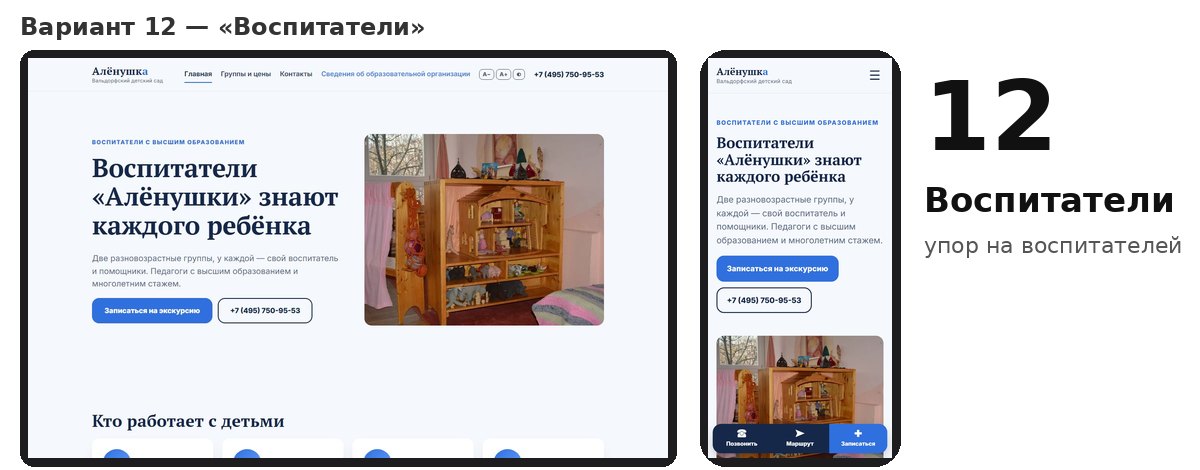 Вариант 12 — «Воспитатели»
Алёнушка
Вальдорфский детский сад
Главная
Группы и цены
Контакты
Сведения об образовательной организации
A−
A+
+7 (495) 750-95-53
ВОСПИТАТЕЛИ С ВЫСШИМ ОБРАЗОВАНИЕМ
Воспитатели
«Алёнушки» знают
каждого ребёнка
Две разновозрастные группы, у каждой — свой воспитатель
и помощники. Педагоги с высшим образованием и
многолетним стажем.
Записаться на экскурсию
+7 (495) 750-95-53
Кто работает с детьми
Алёнушка
Вальдорфский детский сад
ВОСПИТАТЕЛИ С ВЫСШИМ ОБРАЗОВАНИЕМ
Воспитатели
«Алёнушки» знают
каждого ребёнка
Две разновозрастные группы, у
каждой — свой воспитатель и
помощники. Педагоги с высшим
образованием и многолетним стажем.
Записаться на экскурсию
+7 (495) 750-95-53
Позвонить
Маршрут
Записаться
12
Воспитатели
упор на воспитателей